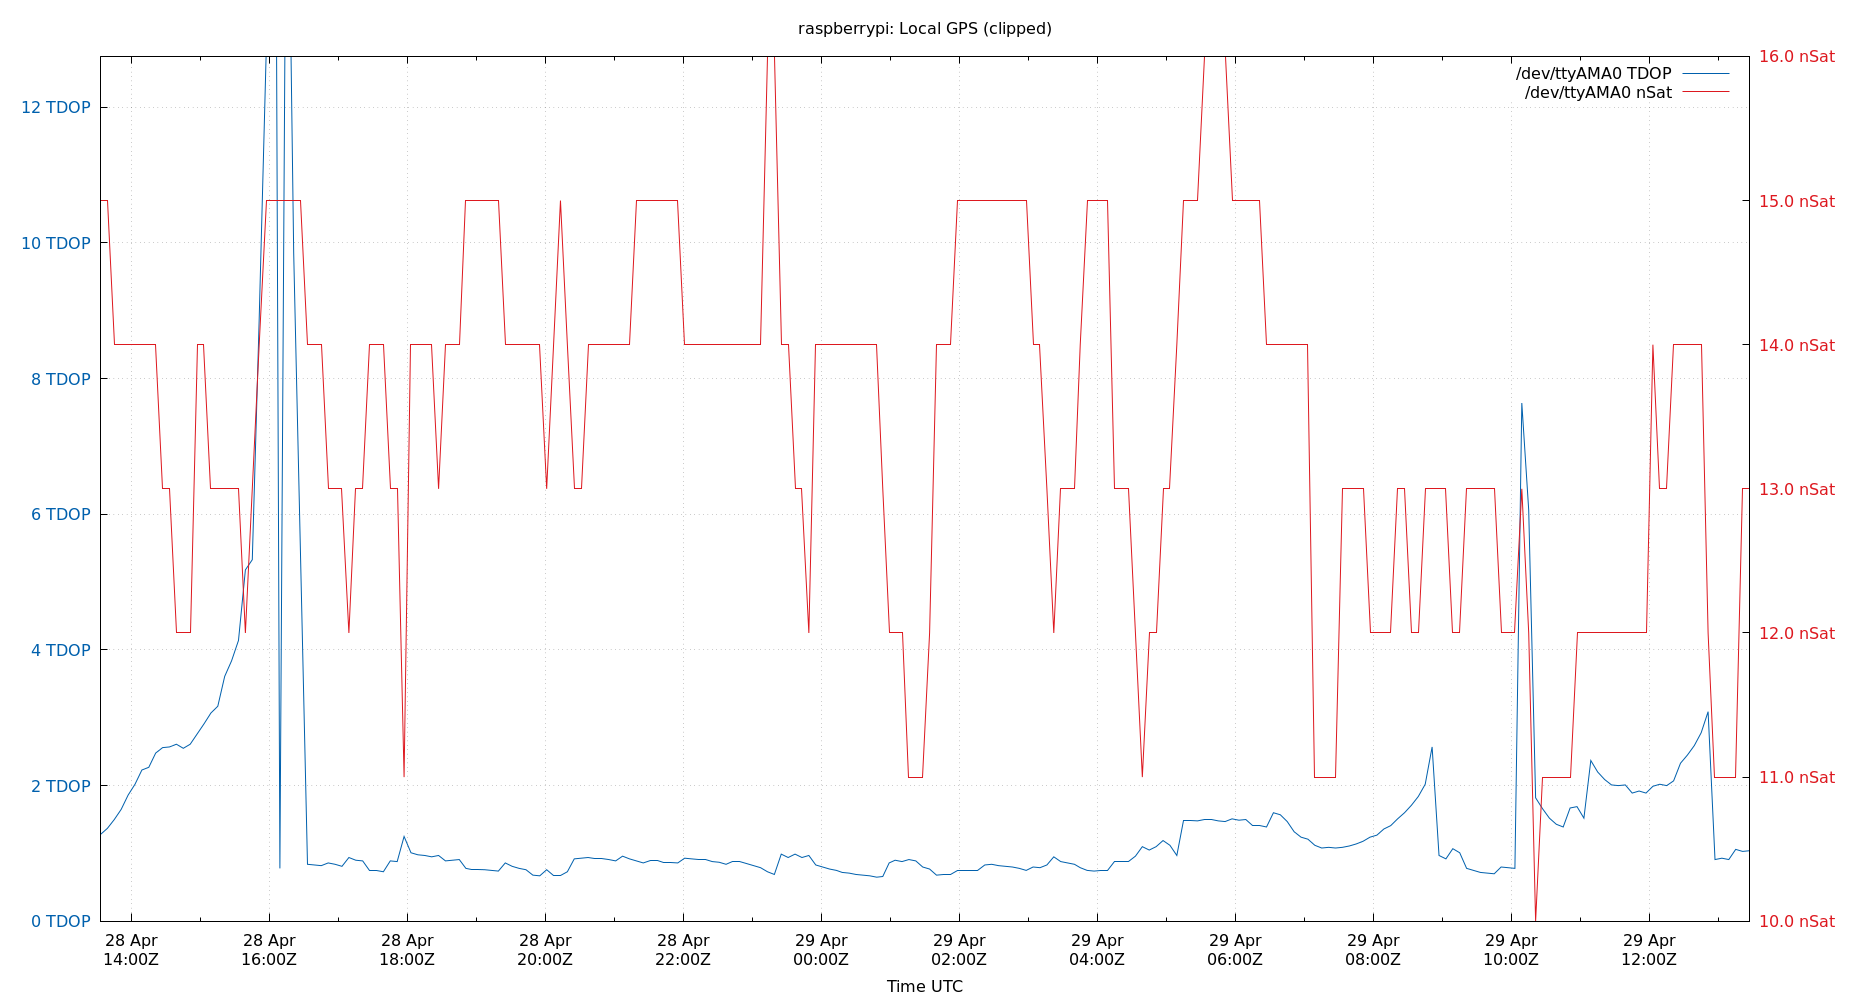 raspberrypi: Local GPS (clipped)
/dev/ttyAMA0 TDOP
/dev/ttyAMA0 nSat
12 TDOP
10 TDOP
8 TDOP
6 TDOP
4 TDOP
2 TDOP
0 TDOP
16.0 nSat
15.0 nSat
14.0 nSat
13.0 nSat
12.0 nSat
11.0 nSat
10.0 nSat
28 Apr
14:00Z
28 Apr
16:00Z
28 Apr
18:00Z
28 Apr
20:00Z
28 Apr
22:00Z
29 Apr
00:00Z
29 Apr
02:00Z
29 Apr
04:00Z
29 Apr
06:00Z
29 Apr
08:00Z
29 Apr
10:00Z
29 Apr
12:00Z
Time UTC